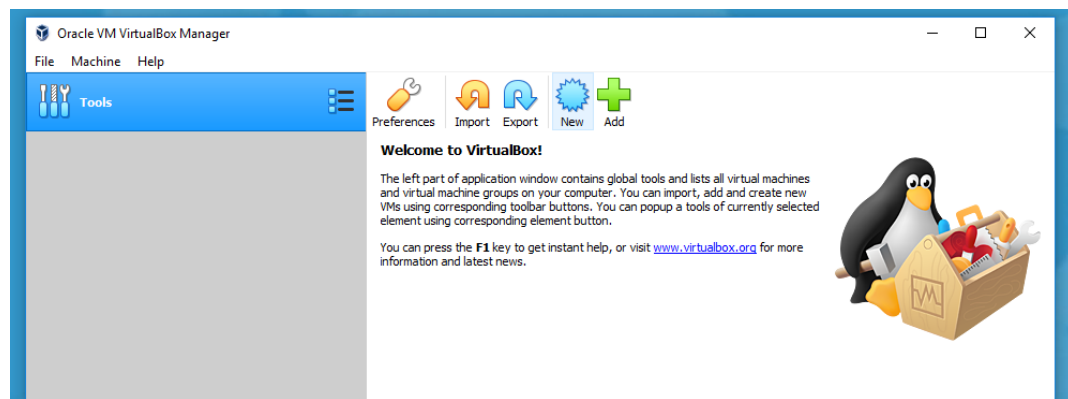 Oracle VM VirtualBox Manager
File Machine Help
Tools
Preferences Import Export New Add
Welcome to VirtualBox!
The left part of application window contains global tools and lists all virtual machines
and virtual machine groups on your computer. You can import, add and create new
VMs using corresponding toolbar buttons. You can popup a tools of currently selected
element using corresponding element button.
You can press the F1 key to get instant help, or visit www.virtualbox.org for more
information and latest news.
VM